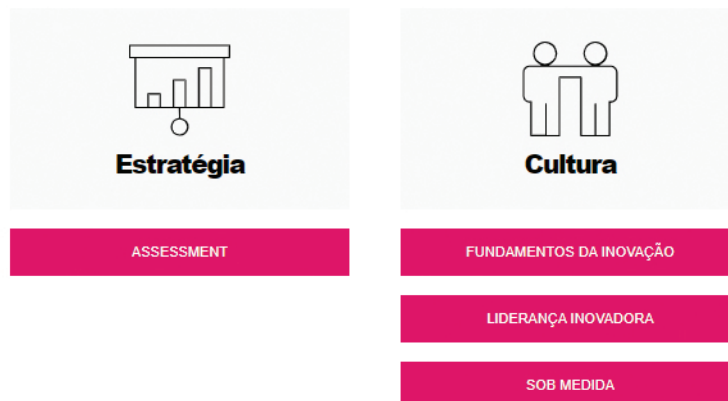 Estratégia
ASSESSMENT
Cultura
FUNDAMENTOS DA INOVAÇÃO
LIDERANÇA INOVADORA
SOB MEDIDA